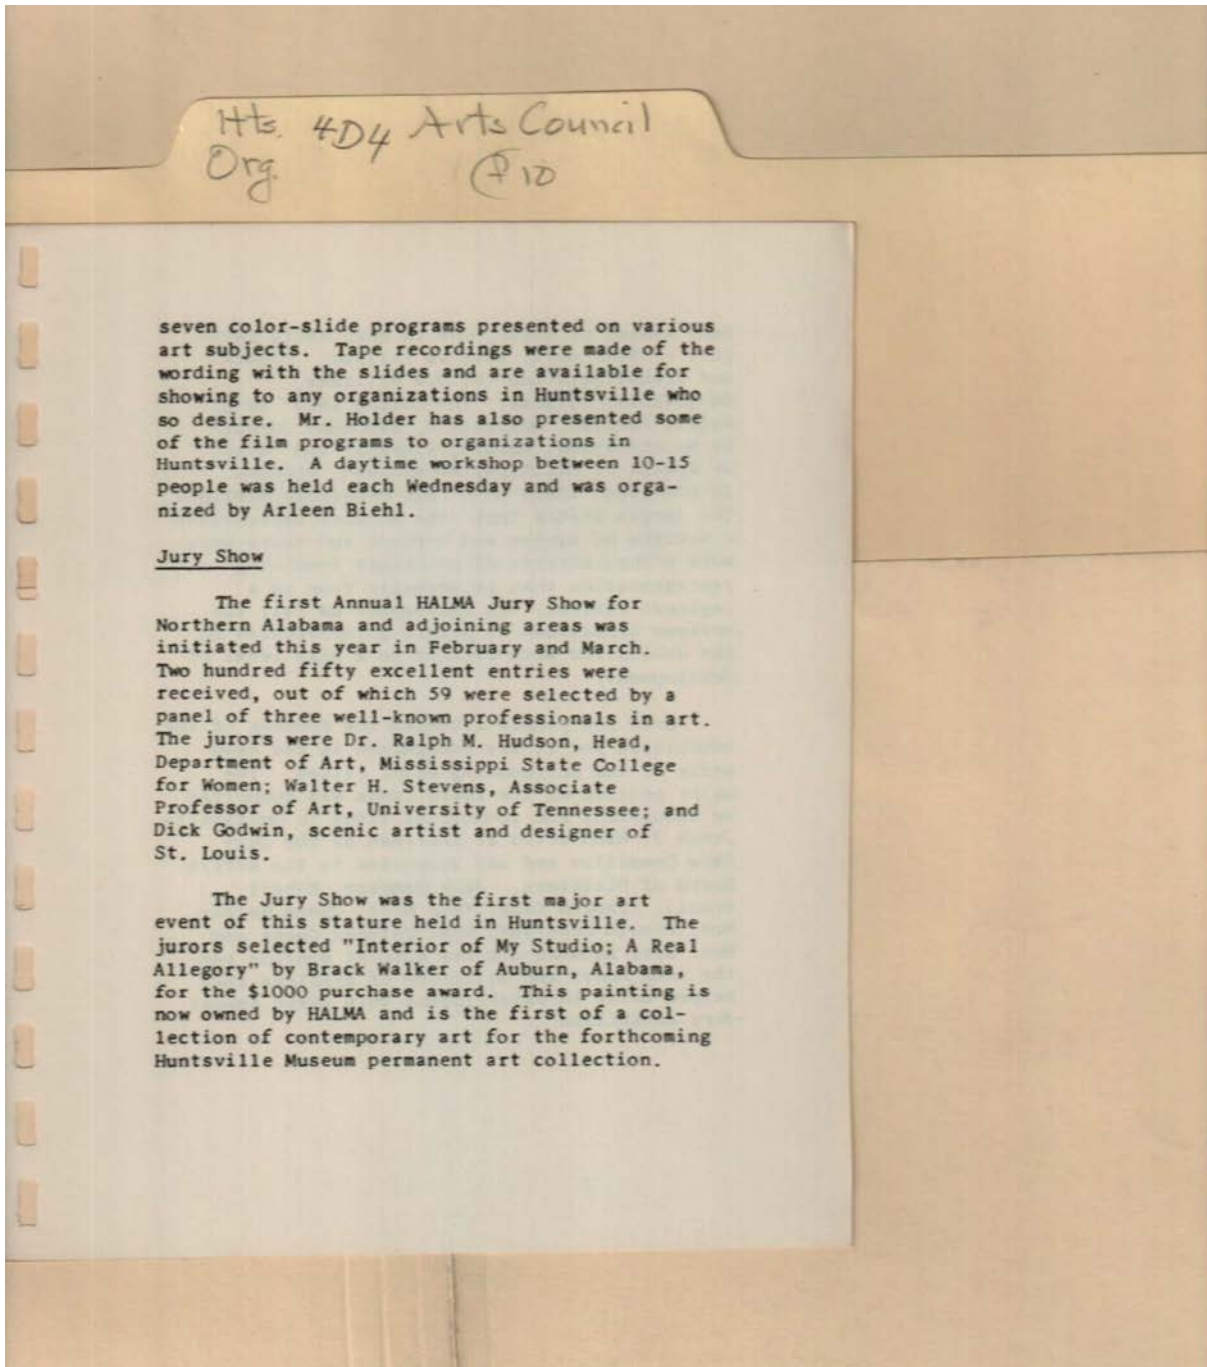 Hts. 4D4 Arts Council
Org. P 10
seven color-slide programs presented on various
art subjects. Tape recordings were made of the
wording with the slides and are available for
showing to any organizations in Huntsville who
so desire. Mr. Holder has also presented some
of the film programs to organizations in
Huntsville. A daytime workshop between 10-15
people was held each Wednesday and was orga-
nized by Arleen Biehl.
Jury Show
The first Annual HALMA Jury Show for
Northern Alabama and adjoining areas was
initiated this year in February and March.
Two hundred fifty excellent entries were
received, out of which 59 were selected by a
panel of three well-known professionals in art.
The jurors were Dr. Ralph M. Hudson, Head,
Department of Art, Mississippi State College
for Women; Walter H. Stevens, Associate
Professor of Art, University of Tennessee; and
Dick Godwin, scenic artist and designer of
St. Louis.
The Jury Show was the first major art
event of this stature held in Huntsville. The
jurors selected "Interior of My Studio; A Real
Allegory" by Brack Walker of Auburn, Alabama,
for the $1000 purchase award. This painting is
now owned by HALMA and is the first of a col-
lection of contemporary art for the forthcoming
Huntsville Museum permanent art collection.